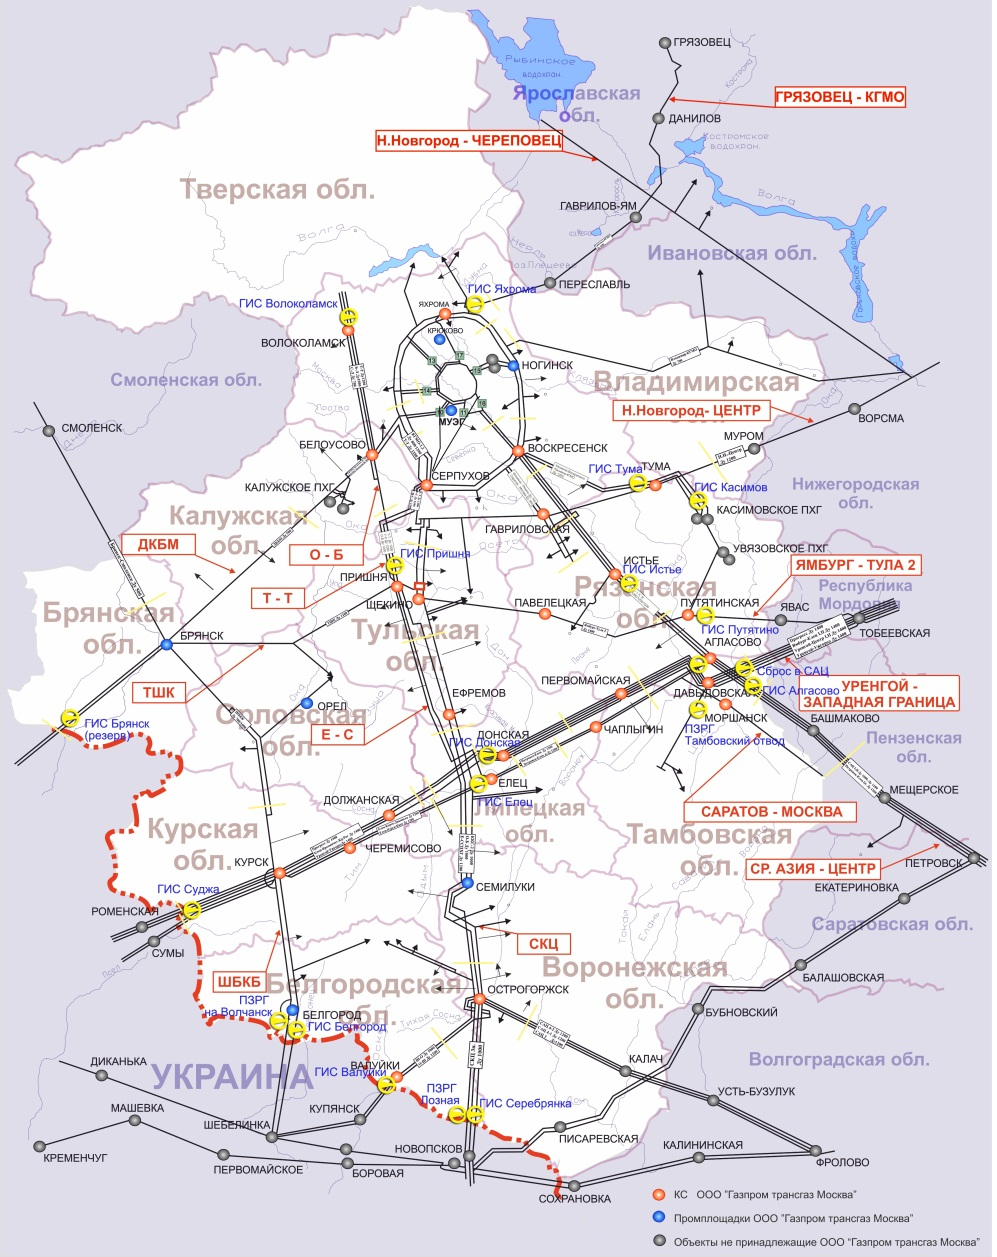 ГРЯЗОВЕЦ
Рыбинское
водохран.
Ярославская
обл.
ГРЯЗОВЕЦ - КГМО
ДАНИЛОВ
Н.Новгород - ЧЕРЕПОВЕЦ
Костромское
водохран.
Тверская обл.
Волга
ГАВРИЛОВ-ЯМ
Волга
Ивановская обл.
оз.Плещеево
ПЕРЕСЛАВЛЬ
ГИС Яхрома
ГИС Волоколамск
ЯХРОМА
КРЮКОВО
ВОЛОКОЛАМСК
НОГИНСК
Смоленская обл.
Владимирская
обл.
Н.Новгород- ЦЕНТР
ВОРСМА
МУЭГ
СМОЛЕНСК
МУРОМ
БЕЛОУСОВО
ВОСКРЕСЕНСК
ГИС Тума
ТУМА
СЕРПУХОВ
КАЛУЖСКОЕ ПХГ
ГИС Касимов
Нижегородская
обл.
КАСИМОВСКОЕ ПХГ
Калужская
обл.
ГАВРИЛОВСКАЯ
ДКБМ
О - Б
ГИС Пришня
УВЯЗОВСКОЕ ПХГ
ИСТЬЕ
ГИС Истье
ЯМБУРГ - ТУЛА 2
ПРИШНЯ
Рязанская
обл.
Республика
Мордовия
Т - Т
ЩЕКИНО
ПАВЕЛЕЦКАЯ
ПУТЯТИНСКАЯ
ЯВАС
Брянская
обл.
Тульская
обл.
ГИС Путятино
ТОБЕЕВСКАЯ
БРЯНСК
АГЛАСОВО
Сброс в САЦ
ПЕРВОМАЙСКАЯ
ДАВЫДОВСКАЯ
ГИС Алгасово
УРЕНГОЙ -
ЗАПАДНАЯ ГРАНИЦА
ТШК
ЕФРЕМОВ
ОРЕЛ
ГИС Брянск
(резерв)
Орловская
обл.
МОРШАНСК
БАШМАКОВО
Е - С
ДОНСКАЯ
ГИС Донская
ЧАПЛЫГИН
ПЗРГ
Тамбовский отвод
Пензенская
обл.
ЕЛЕЦ
ГИС Елец
МЕЩЕРСКОЕ
ДОЛЖАНСКАЯ
Липецкая
обл.
САРАТОВ - МОСКВА
Курская
обл.
Тамбовская
обл.
ЧЕРЕМИСОВО
КУРСК
ПЕТРОВСК
СР. АЗИЯ - ЦЕНТР
ГИС Суджа
СЕМИЛУКИ
ЕКАТЕРИНОВКА
РОМЕНСКАЯ
Саратовская обл.
СУМЫ
СКЦ
Воронежская
обл.
БАЛАШОВСКАЯ
ШБКБ
Белгородская
обл.
ОСТРОГОРЖСК
ПЗРГ
на Волчанск
БЕЛГОРОД
ГИС Белгород
Тихая Сосна
БУБНОВСКИЙ
ДИКАНЬКА
УКРАИНА
ВАЛУЙКИ
ГИС Валуйки
КАЛАЧ
Волгоградская обл.
ПЗРГ
Лозная
ГИС Серебрянка
УСТЬ-БУЗУЛУК
МАШЕВКА
КУПЯНСК
ШЕБЕЛИНКА
ПИСАРЕВСКАЯ
КРЕМЕНЧУГ
НОВОПСКОВ
КАЛИНИНСКАЯ
ФРОЛОВО
ПЕРВОМАЙСКОЕ
БОРОВАЯ
СОХРАНОВКА
КС ООО "Газпром трансгаз Москва"
Промплощадки ООО "Газпром трансгаз Москва"
Объекты не принадлежащие ООО "Газпром трансгаз Москва"